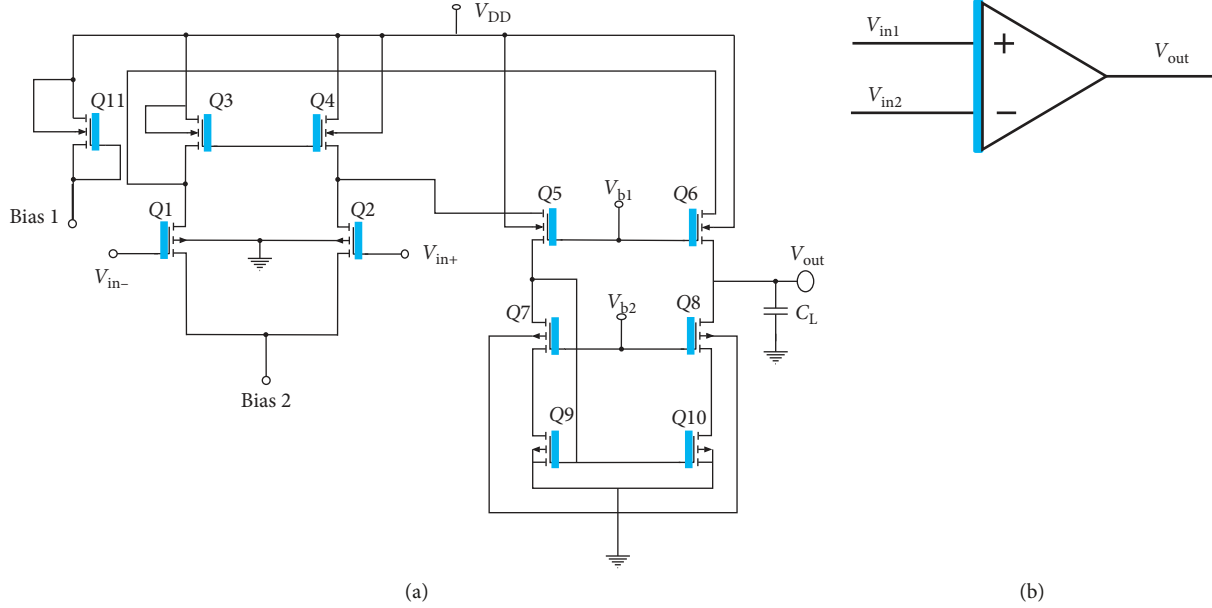 V_DD
Q11
Q3
Q4
Bias 1
Q1
Q2
V_in−
V_in+
Bias 2
Q5
V_b1
Q6
V_out
C_L
Q7
V_b2
Q8
Q9
Q10
(a)
V_in1
+
V_out
V_in2
−
(b)